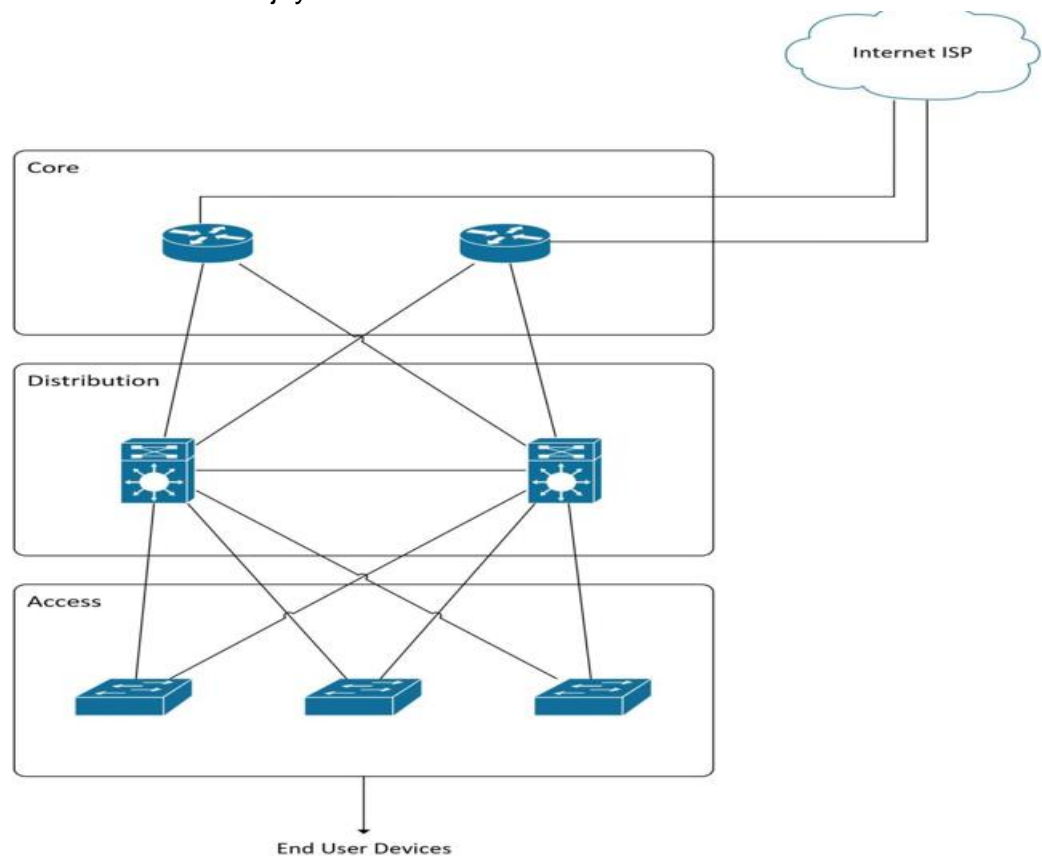 Internet ISP
Core
Distribution
Access
End User Devices